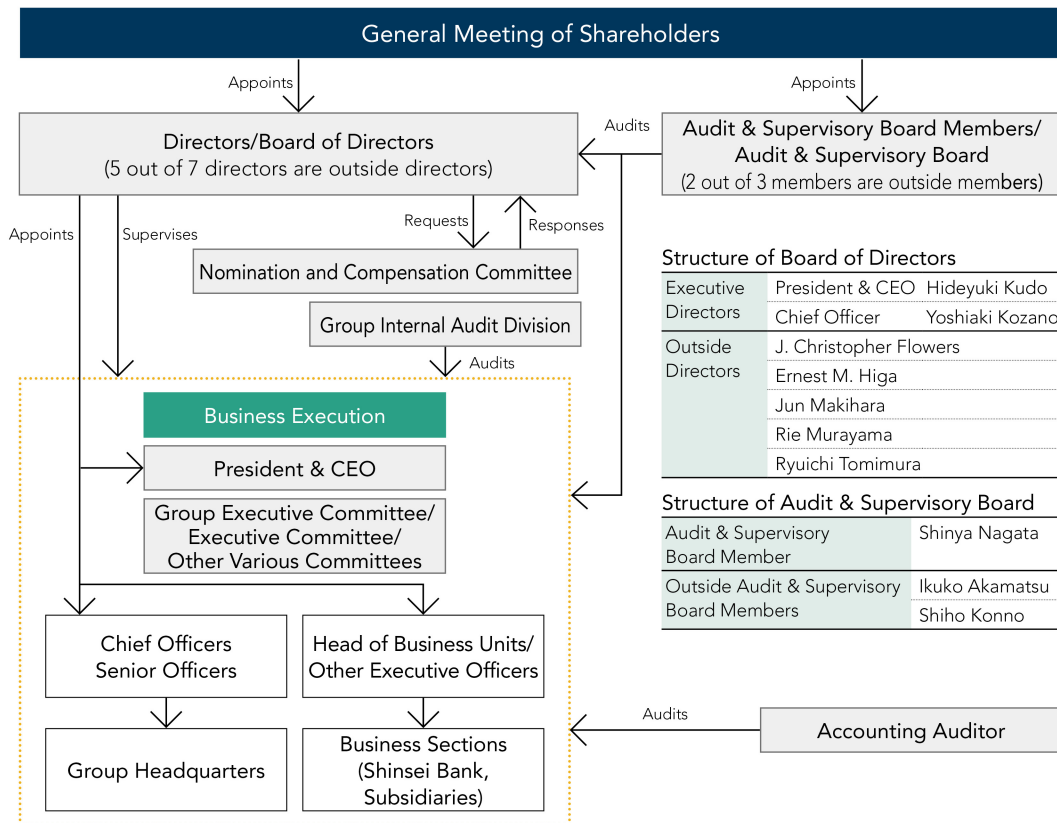 General Meeting of Shareholders
Appoints
Appoints
Directors/Board of Directors
(5 out of 7 directors are outside directors)
Audits
Audit & Supervisory Board Members/
Audit & Supervisory Board
(2 out of 3 members are outside members)
Appoints
Supervises
Requests
Responses
Nomination and Compensation Committee
Group Internal Audit Division
Audits
Business Execution
President & CEO
Group Executive Committee/
Executive Committee/
Other Various Committees
Chief Officers
Senior Officers
Head of Business Units/
Other Executive Officers
Group Headquarters
Business Sections
(Shinsei Bank,
Subsidiaries)
Structure of Board of Directors
Executive
Directors
President & CEO Hideyuki Kudo
Chief Officer Yoshiaki Kozano
Outside
Directors
J. Christopher Flowers
Ernest M. Higa
Jun Makihara
Rie Murayama
Ryuichi Tomimura
Structure of Audit & Supervisory Board
Audit & Supervisory
Board Member
Shinya Nagata
Outside Audit & Supervisory
Board Members
Ikuko Akamatsu
Shiho Konno
Audits
Accounting Auditor